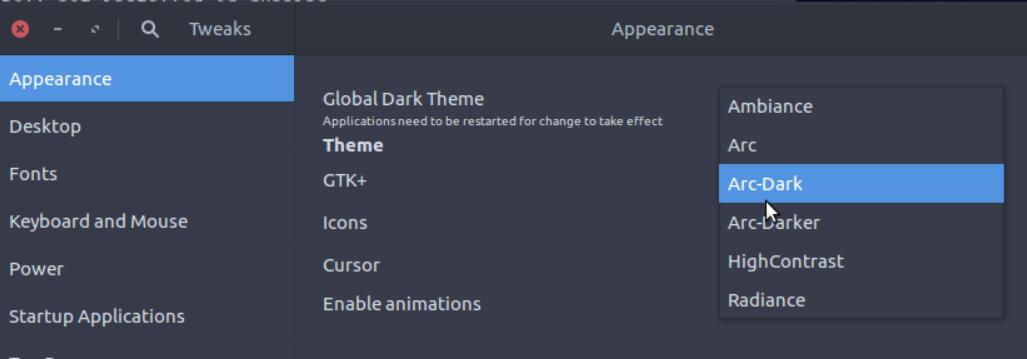 Tweaks
Appearance
Appearance
Desktop
Fonts
Keyboard and Mouse
Power
Startup Applications
Global Dark Theme
Applications need to be restarted for change to take effect
Theme
GTK+
Icons
Cursor
Enable animations
Ambiance
Arc
Arc-Dark
Arc-Darker
HighContrast
Radiance